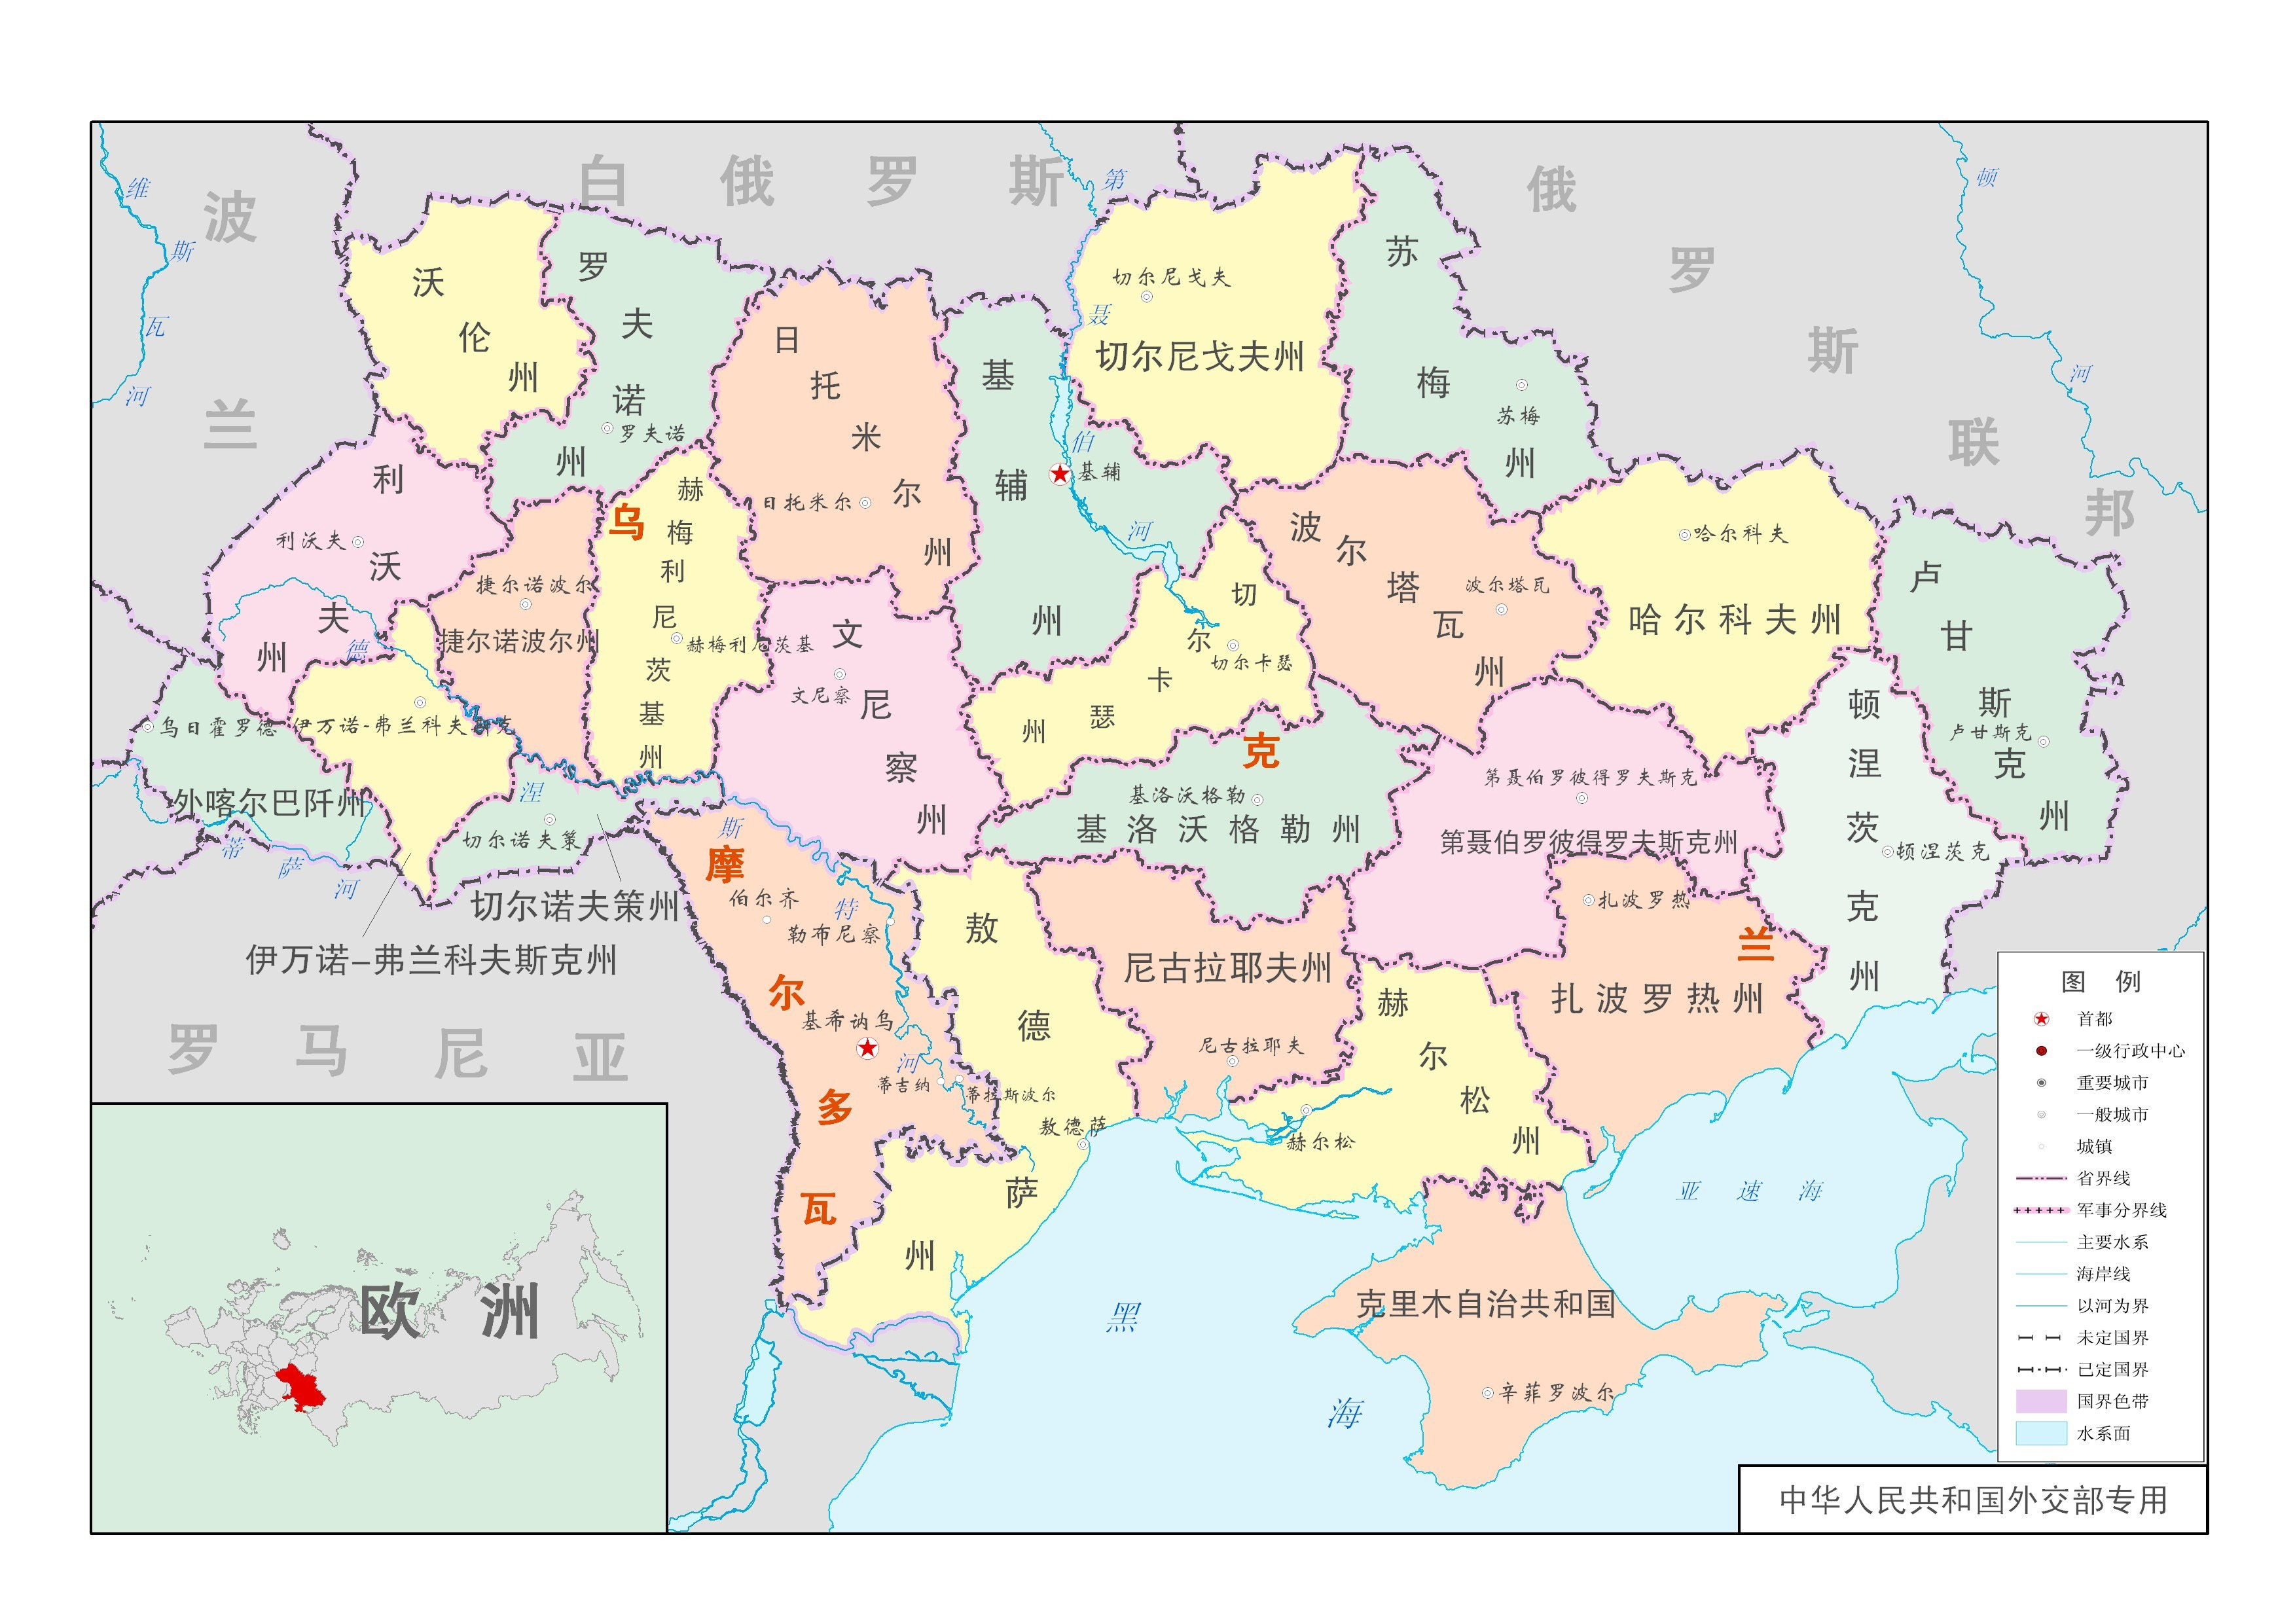 波兰
白俄罗斯
俄罗斯联邦
罗马尼亚
乌克兰
摩尔多瓦
维斯瓦河
第聂伯河
顿河
德涅斯特河
蒂萨河
黑海
亚速海
沃伦州
罗夫诺州
罗夫诺
日托米尔州
日托米尔
基辅州
基辅
切尔尼戈夫
切尔尼戈夫州
苏梅州
苏梅
利沃夫州
利沃夫
捷尔诺波尔
捷尔诺波尔州
赫梅利尼茨基州
赫梅利尼茨基
文尼察州
文尼察
切尔卡瑟州
切尔卡瑟
波尔塔瓦州
波尔塔瓦
哈尔科夫
哈尔科夫州
卢甘斯克州
卢甘斯克
乌日霍罗德
外喀尔巴阡州
伊万诺-弗兰科夫斯克
伊万诺–弗兰科夫斯克州
切尔诺夫策
切尔诺夫策州
基洛沃格勒
基洛沃格勒州
第聂伯罗彼得罗夫斯克
第聂伯罗彼得罗夫斯克州
顿涅茨克州
顿涅茨克
伯尔齐
勒布尼察
基希讷乌
蒂吉纳
蒂拉斯波尔
敖德萨州
敖德萨
尼古拉耶夫州
尼古拉耶夫
赫尔松州
赫尔松
扎波罗热
扎波罗热州
克里木自治共和国
辛菲罗波尔
欧洲
图例
首都
一级行政中心
重要城市
一般城市
城镇
省界线
军事分界线
主要水系
海岸线
以河为界
未定国界
已定国界
国界色带
水系面
中华人民共和国外交部专用